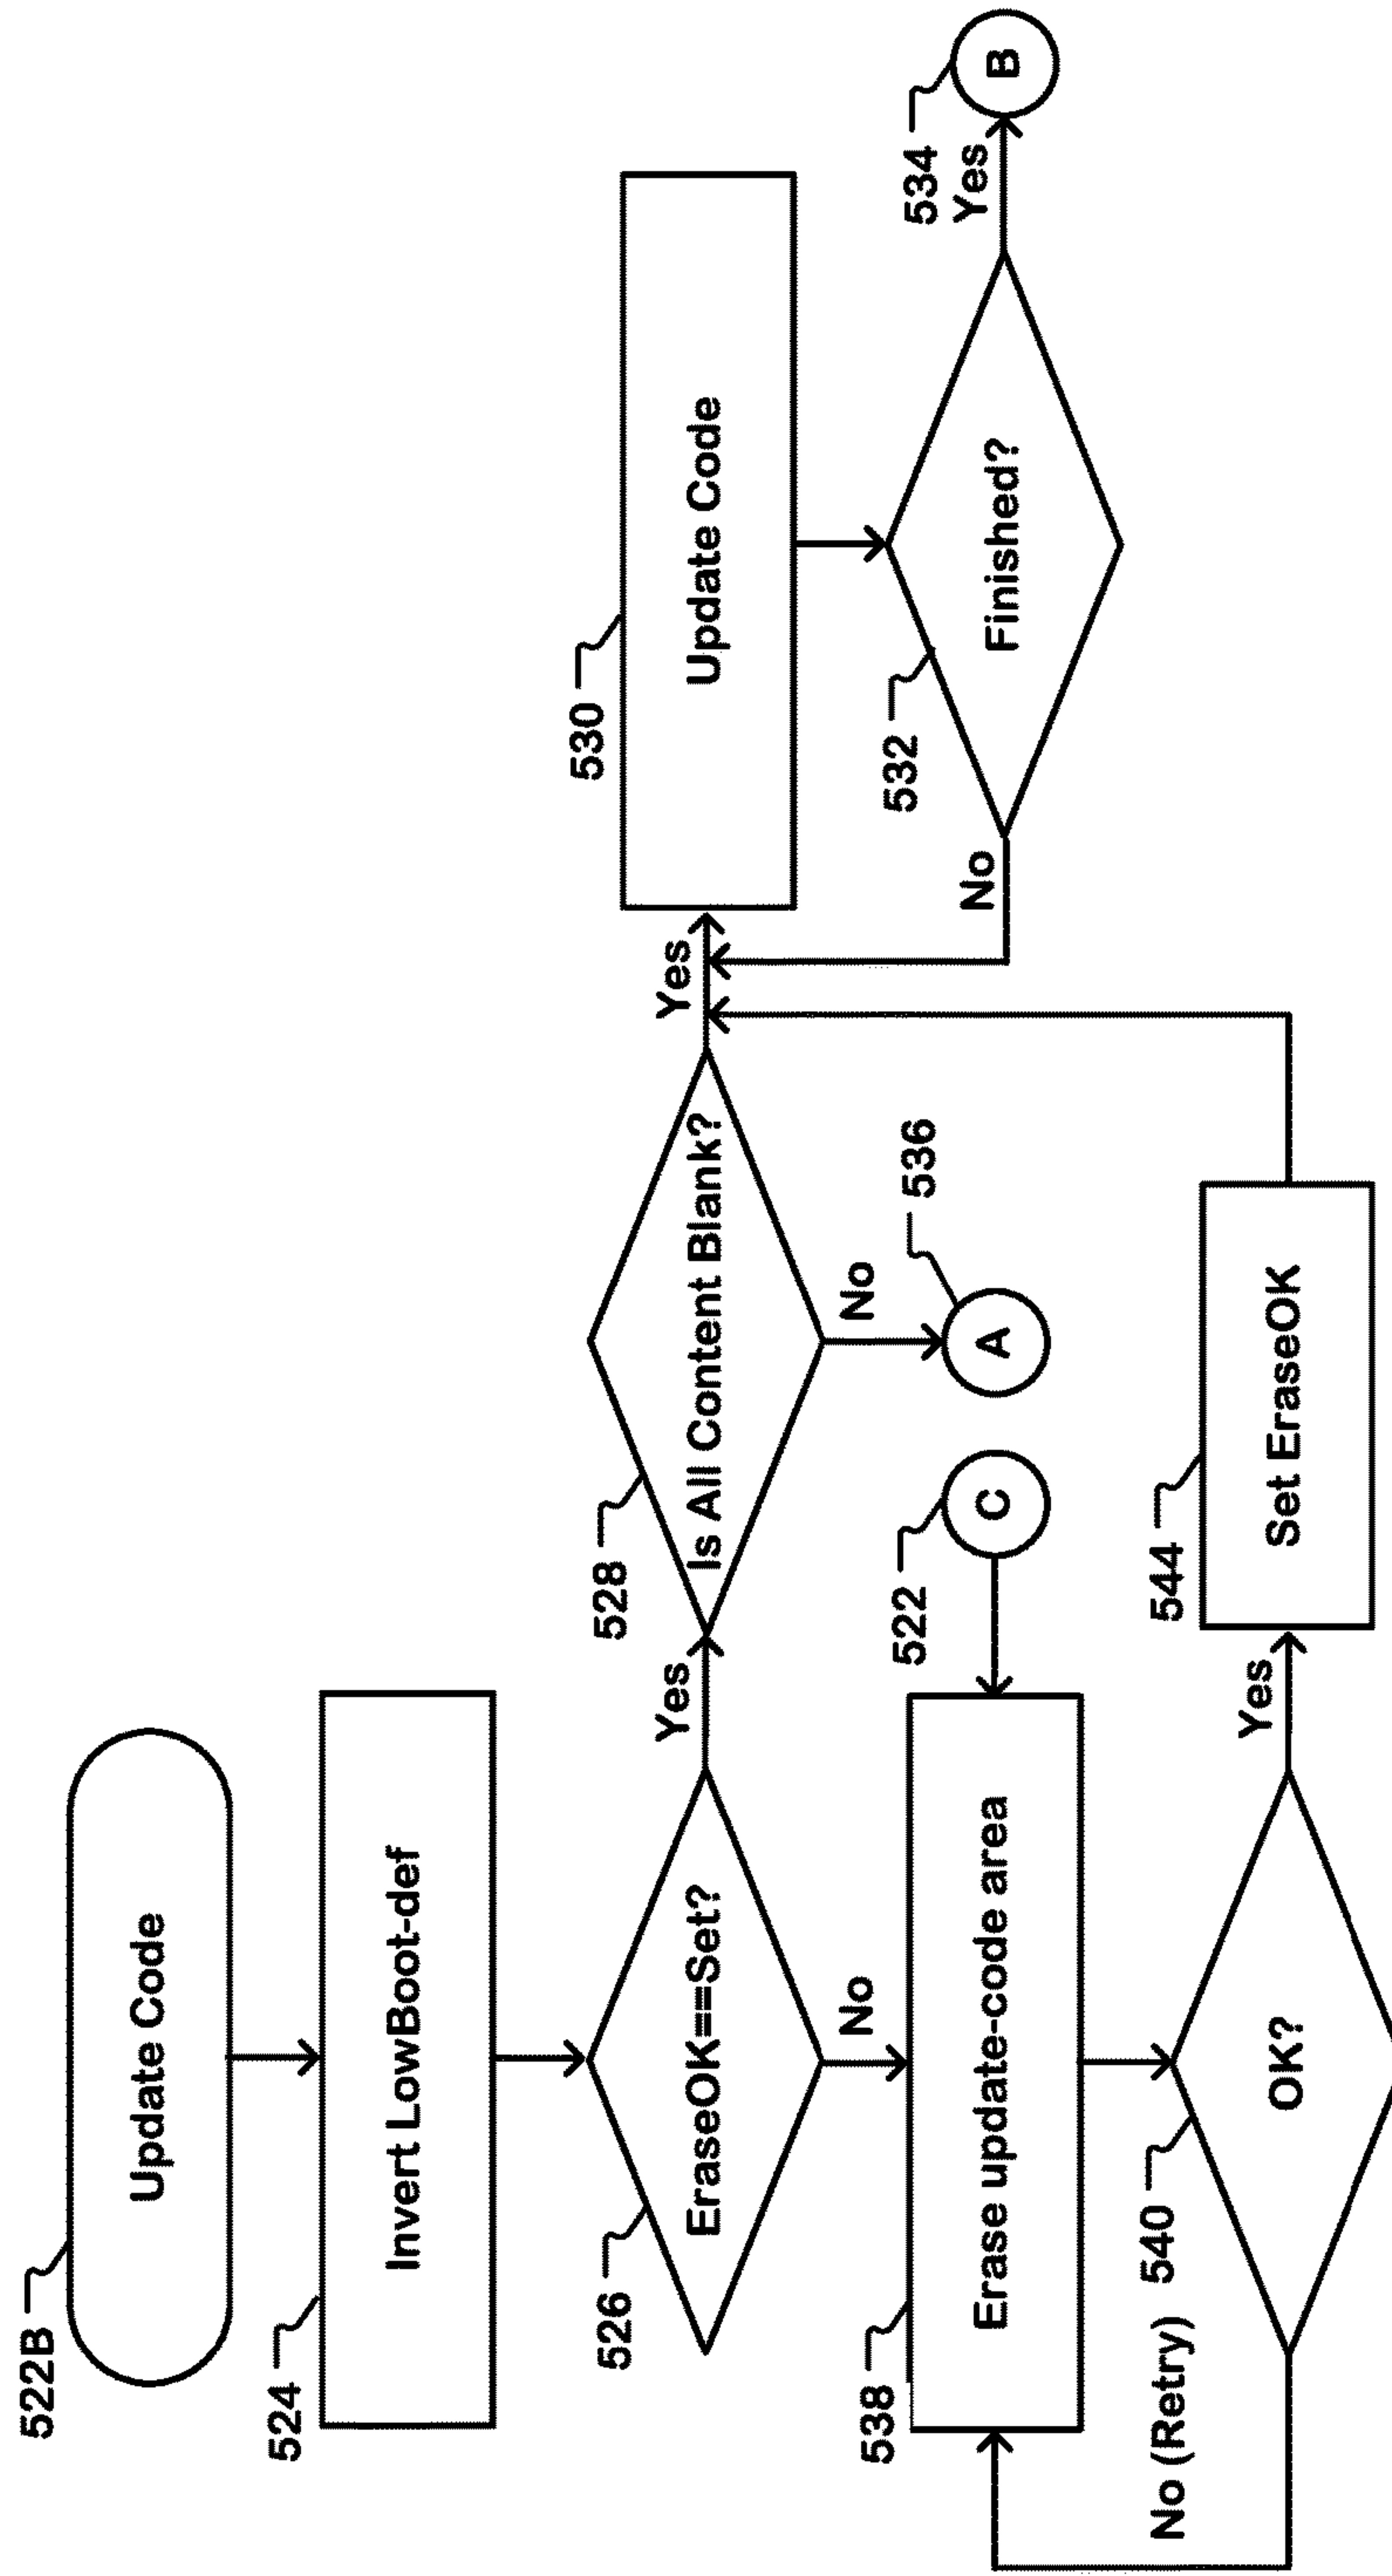 522B
Update Code
524
Invert LowBoot-def
526
EraseOK==Set?
Yes
No
528
Is All Content Blank?
Yes
No
530
Update Code
532
Finished?
No
Yes
534
B
536
A
522
C
538
Erase update-code area
540
OK?
No (Retry)
Yes
544
Set EraseOK